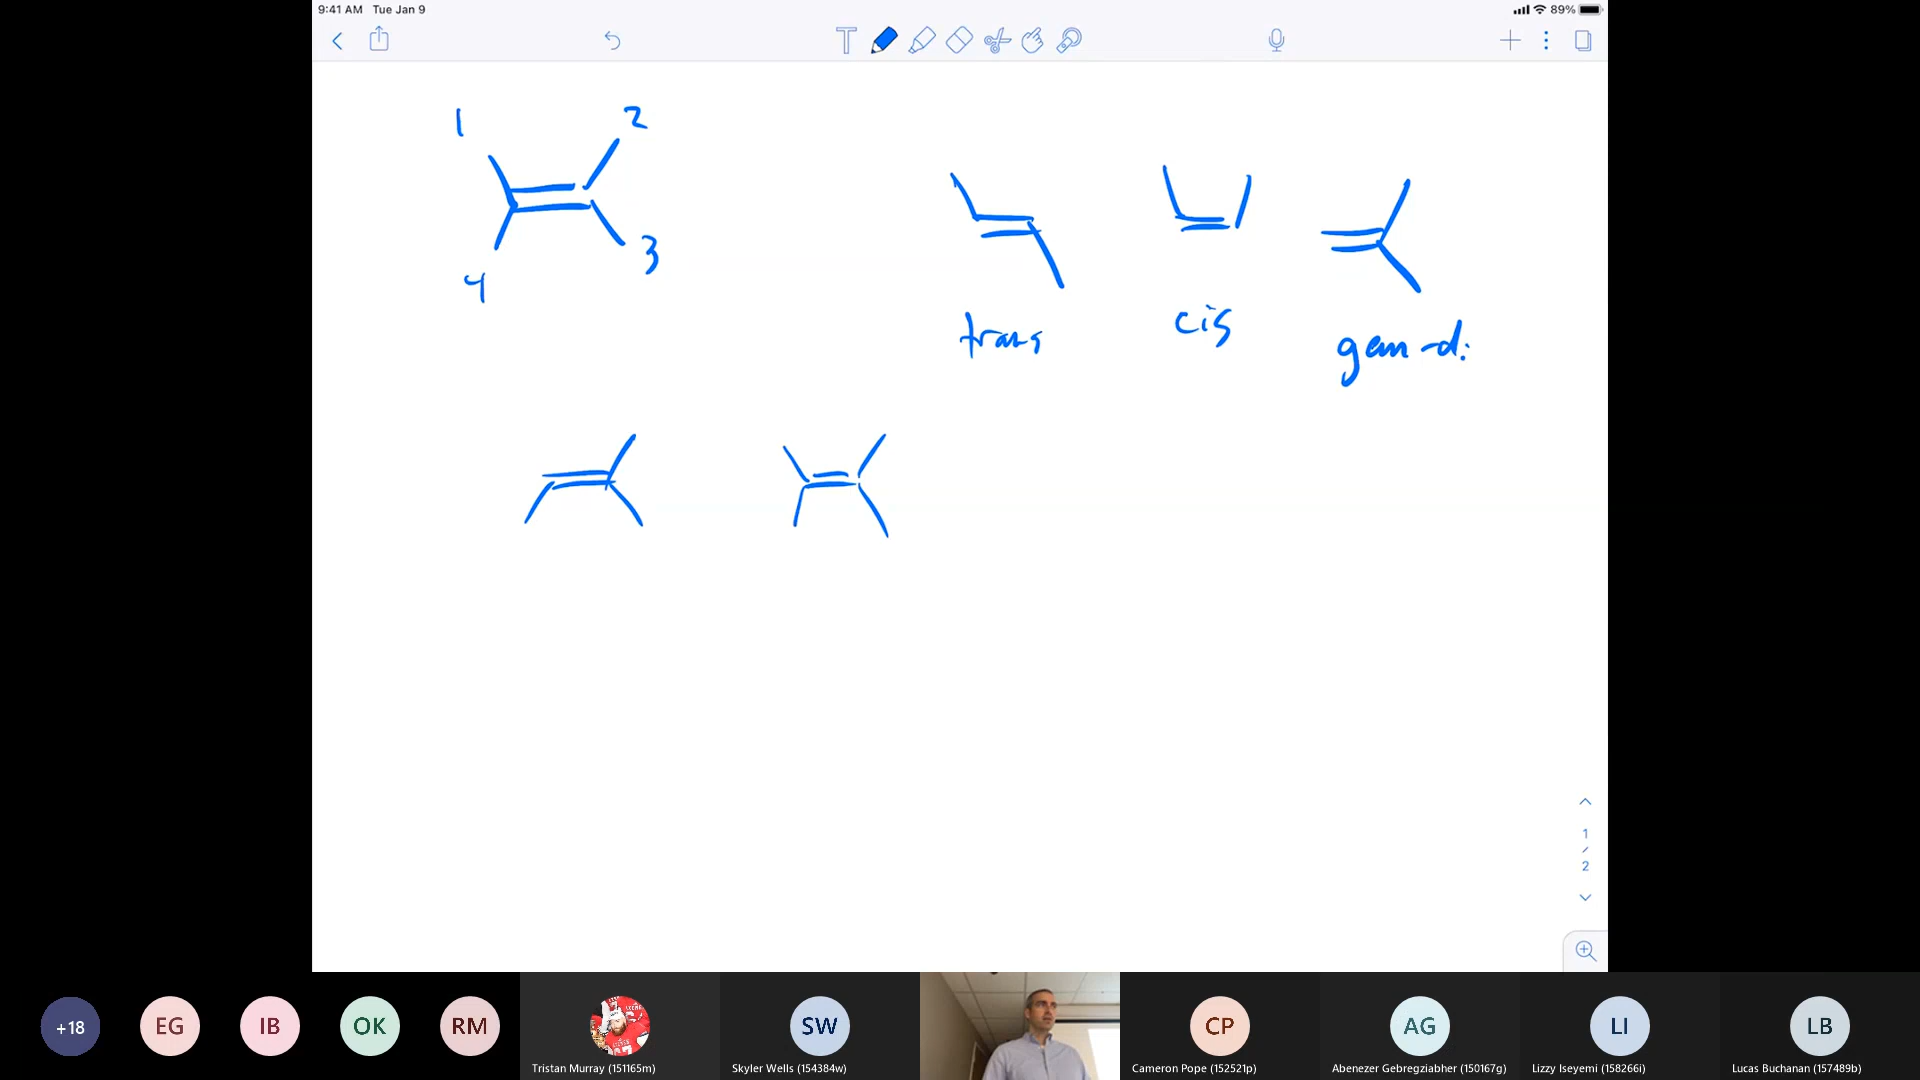 9:41 AM Tue Jan 9
89%
T
1
2
3
4
trans
cis
gem-di
1
2
+18
EG
IB
OK
RM
SW
CP
AG
LI
LB
Tristan Murray (151165m)
Skyler Wells (154384w)
Cameron Pope (152521p)
Abenezer Gebregziabher (150167g)
Lizzy Iseyemi (158266i)
Lucas Buchanan (157489b)